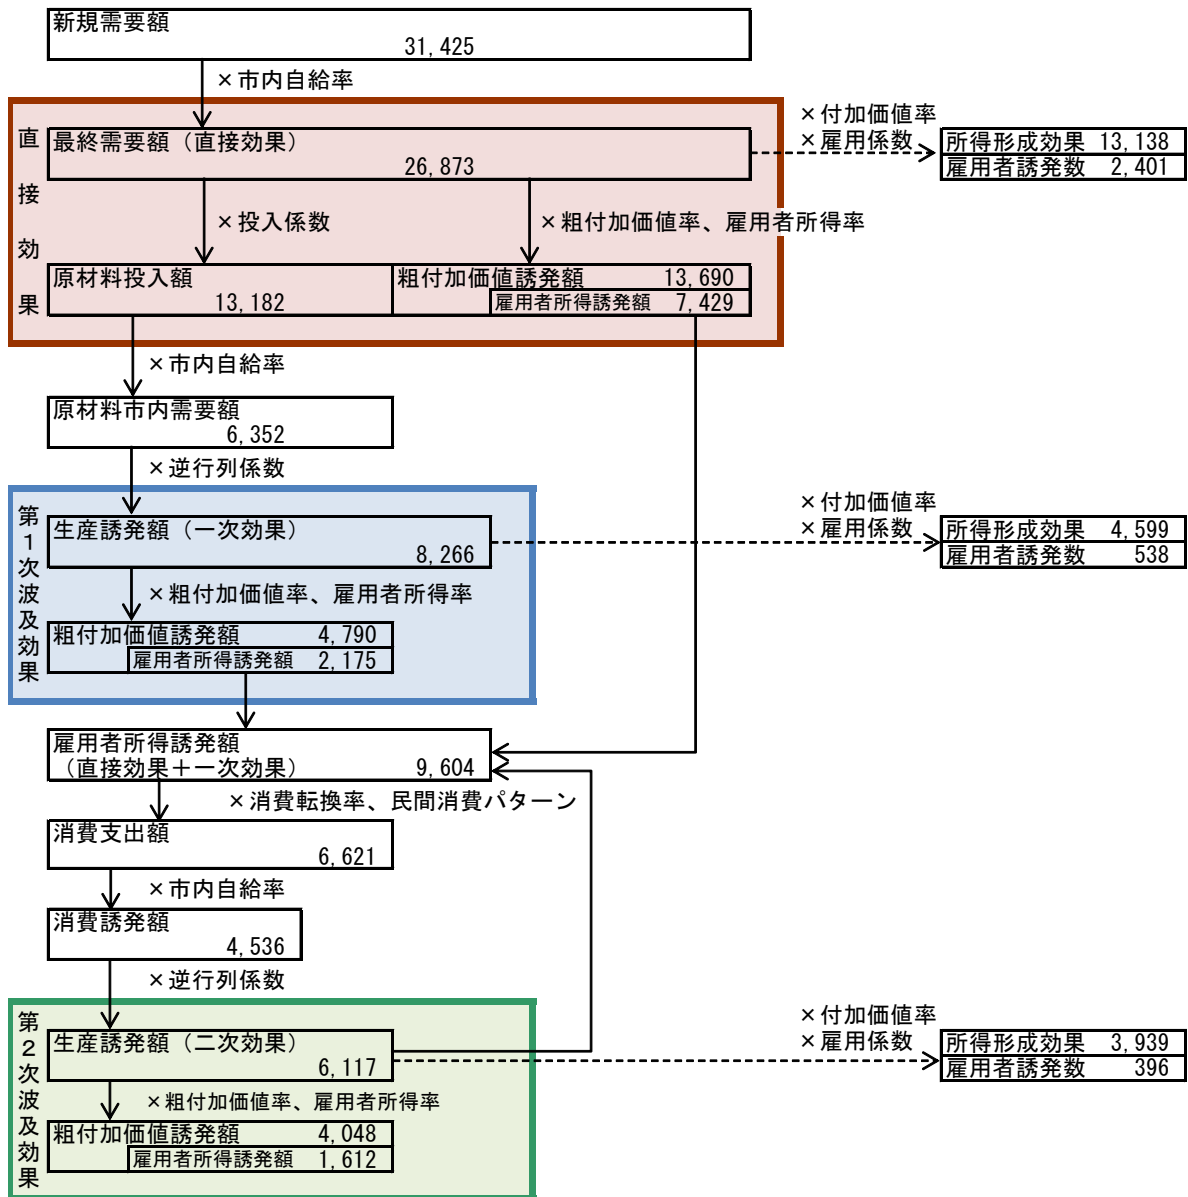 新規需要額
31,425
×市内自給率
直接効果
最終需要額（直接効果）
26,873
×付加価値率
×雇用係数
所得形成効果 13,138
雇用者誘発数 2,401
×投入係数
×粗付加価値率、雇用者所得率
原材料投入額
13,182
粗付加価値誘発額 13,690
雇用者所得誘発額 7,429
×市内自給率
原材料市内需要額
6,352
×逆行列係数
第1次波及効果
生産誘発額（一次効果）
8,266
×付加価値率
×雇用係数
所得形成効果 4,599
雇用者誘発数 538
×粗付加価値率、雇用者所得率
粗付加価値誘発額 4,790
雇用者所得誘発額 2,175
雇用者所得誘発額
（直接効果＋一次効果） 9,604
×消費転換率、民間消費パターン
消費支出額
6,621
×市内自給率
消費誘発額
4,536
×逆行列係数
第2次波及効果
生産誘発額（二次効果）
6,117
×付加価値率
×雇用係数
所得形成効果 3,939
雇用者誘発数 396
×粗付加価値率、雇用者所得率
粗付加価値誘発額 4,048
雇用者所得誘発額 1,612